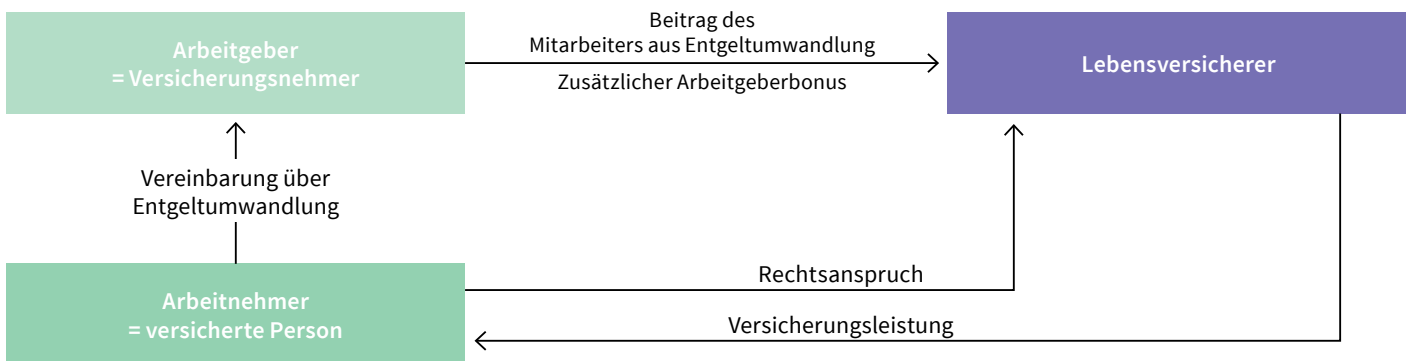 Arbeitgeber
= Versicherungsnehmer
Beitrag des
Mitarbeiters aus Entgeltumwandlung
Zusätzlicher Arbeitgeberbonus
Lebensversicherer
Vereinbarung über
Entgeltumwandlung
Arbeitnehmer
= versicherte Person
Rechtsanspruch
Versicherungsleistung